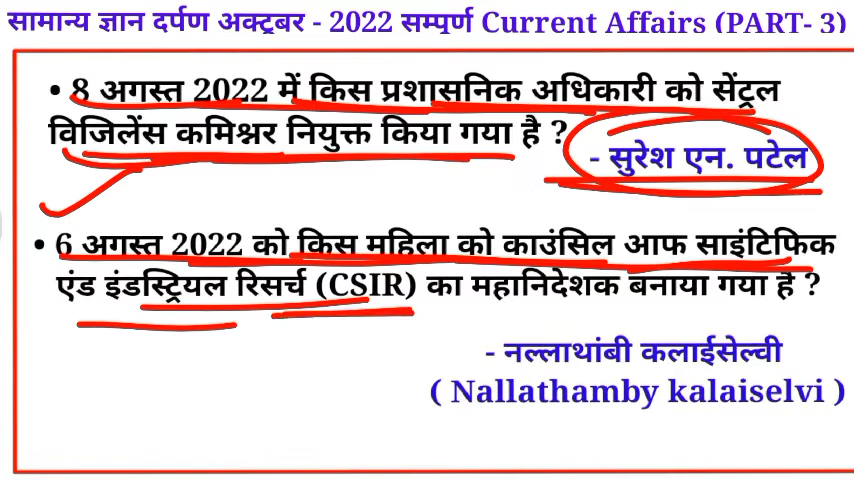 सामान्य ज्ञान दर्पण अक्टूबर - 2022 सम्पूर्ण Current Affairs (PART- 3)
• 8 अगस्त 2022 में किस प्रशासनिक अधिकारी को सेंट्रल
विजिलेंस कमिश्नर नियुक्त किया गया है ?
- सुरेश एन. पटेल
• 6 अगस्त 2022 को किस महिला को काउंसिल आफ साइंटिफिक
एंड इंडस्ट्रियल रिसर्च (CSIR) का महानिदेशक बनाया गया है ?
- नल्लाथांबी कलाईसेल्वी
( Nallathamby kalaiselvi )